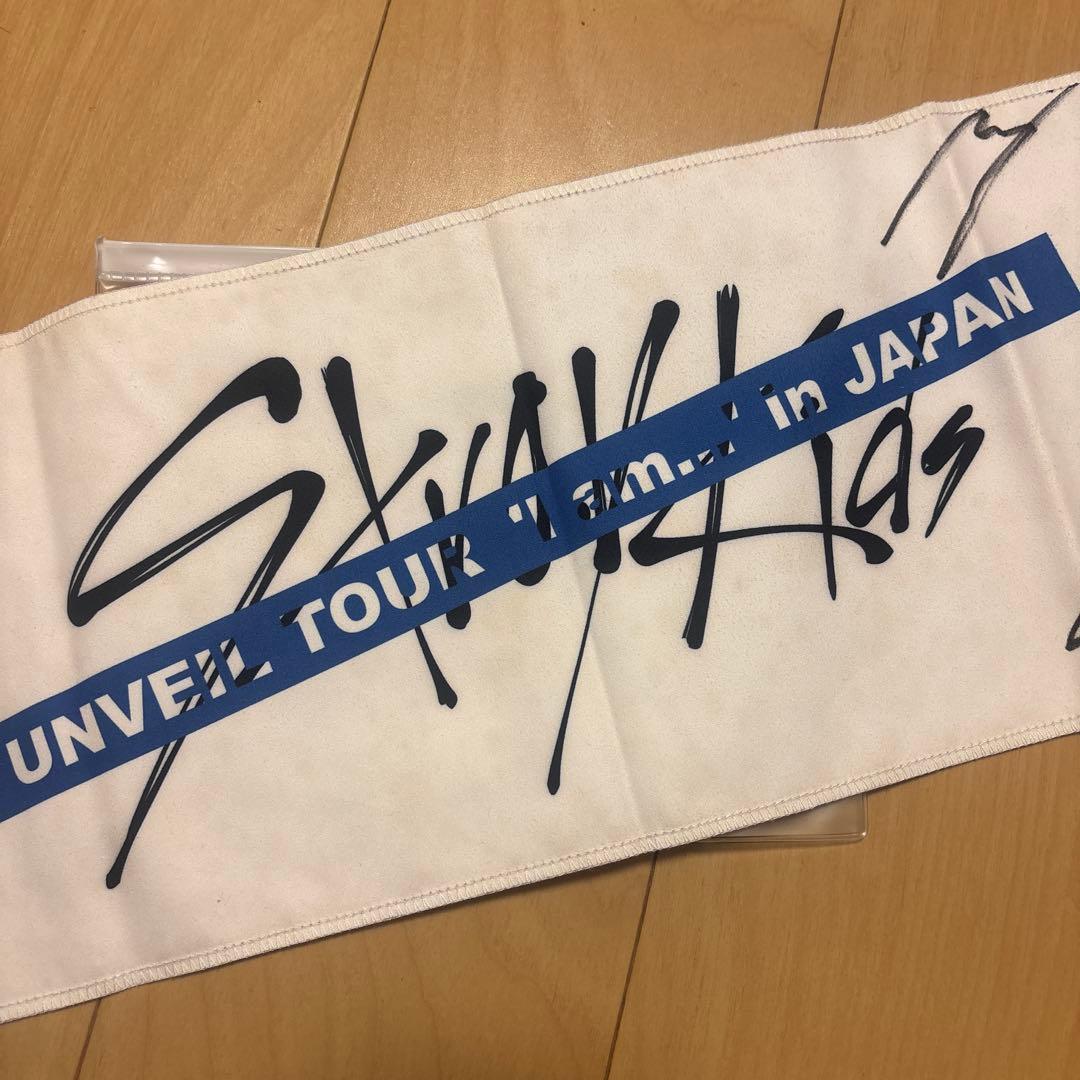 Stray Kids
UNVEIL TOUR 'I am...' in JAPAN